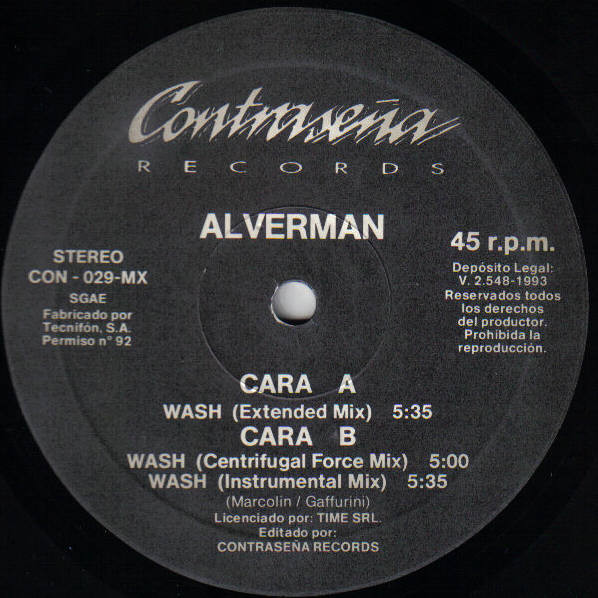 Contraseña
RECORDS
ALVERMAN
STEREO
CON - 029-MX
SGAE
Fabricado por
Tecnifón, S.A.
Permiso n° 92
45 r.p.m.
Depósito Legal:
V. 2.548-1993
Reservados todos
los derechos
del productor.
Prohibida la
reproducción.
CARA A
WASH (Extended Mix) 5:35
CARA B
WASH (Centrifugal Force Mix) 5:00
WASH (Instrumental Mix) 5:35
(Marcolin / Gaffurini)
Licenciado por: TIME SRL.
Editado por:
CONTRASEÑA RECORDS